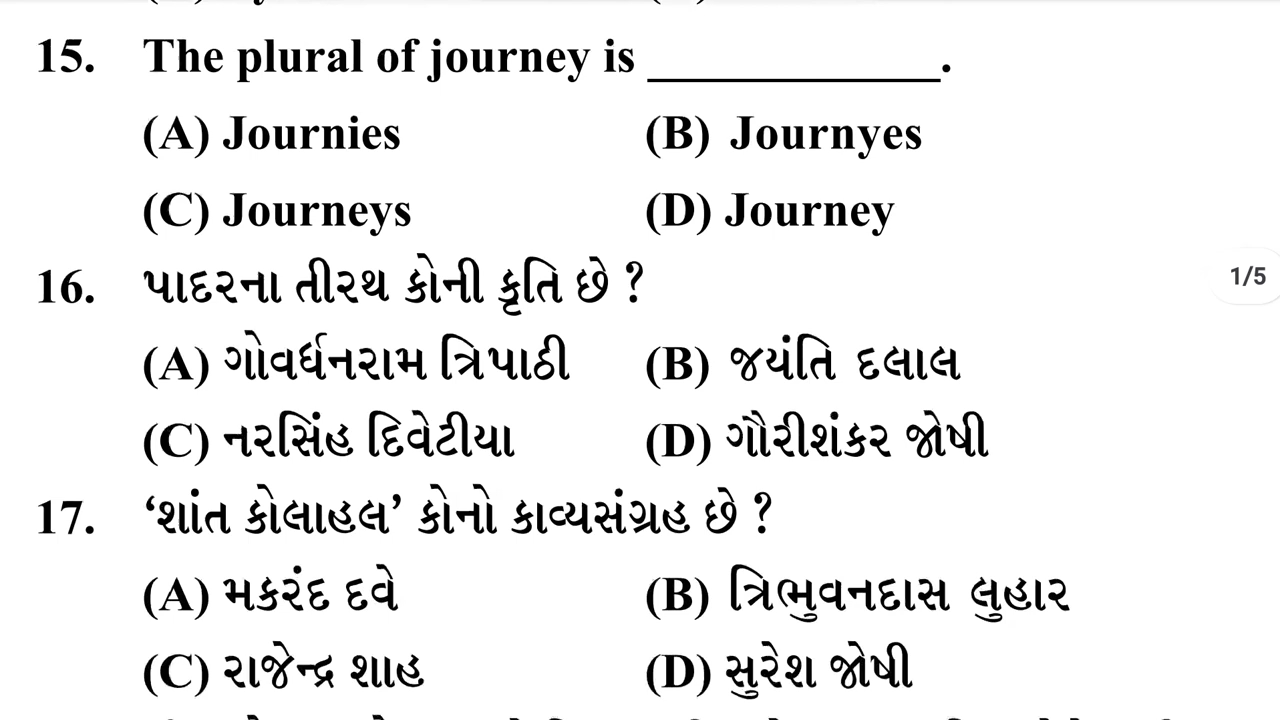 15. The plural of journey is ____________.
(A) Journies (B) Journyes
(C) Journeys (D) Journey
16. પાદરના તીરથ કોની કૃતિ છે ?
1/5
(A) ગોવર્ધનરામ ત્રિપાઠી (B) જયંતિ દલાલ
(C) નરસિંહ દિવેટીયા (D) ગૌરીશંકર જોષી
17. ‘શાંત કોલાહલ’ કોનો કાવ્યસંગ્રહ છે ?
(A) મકરંદ દવે (B) ત્રિભુવનદાસ લુહાર
(C) રાજેન્દ્ર શાહ (D) સુરેશ જોષી